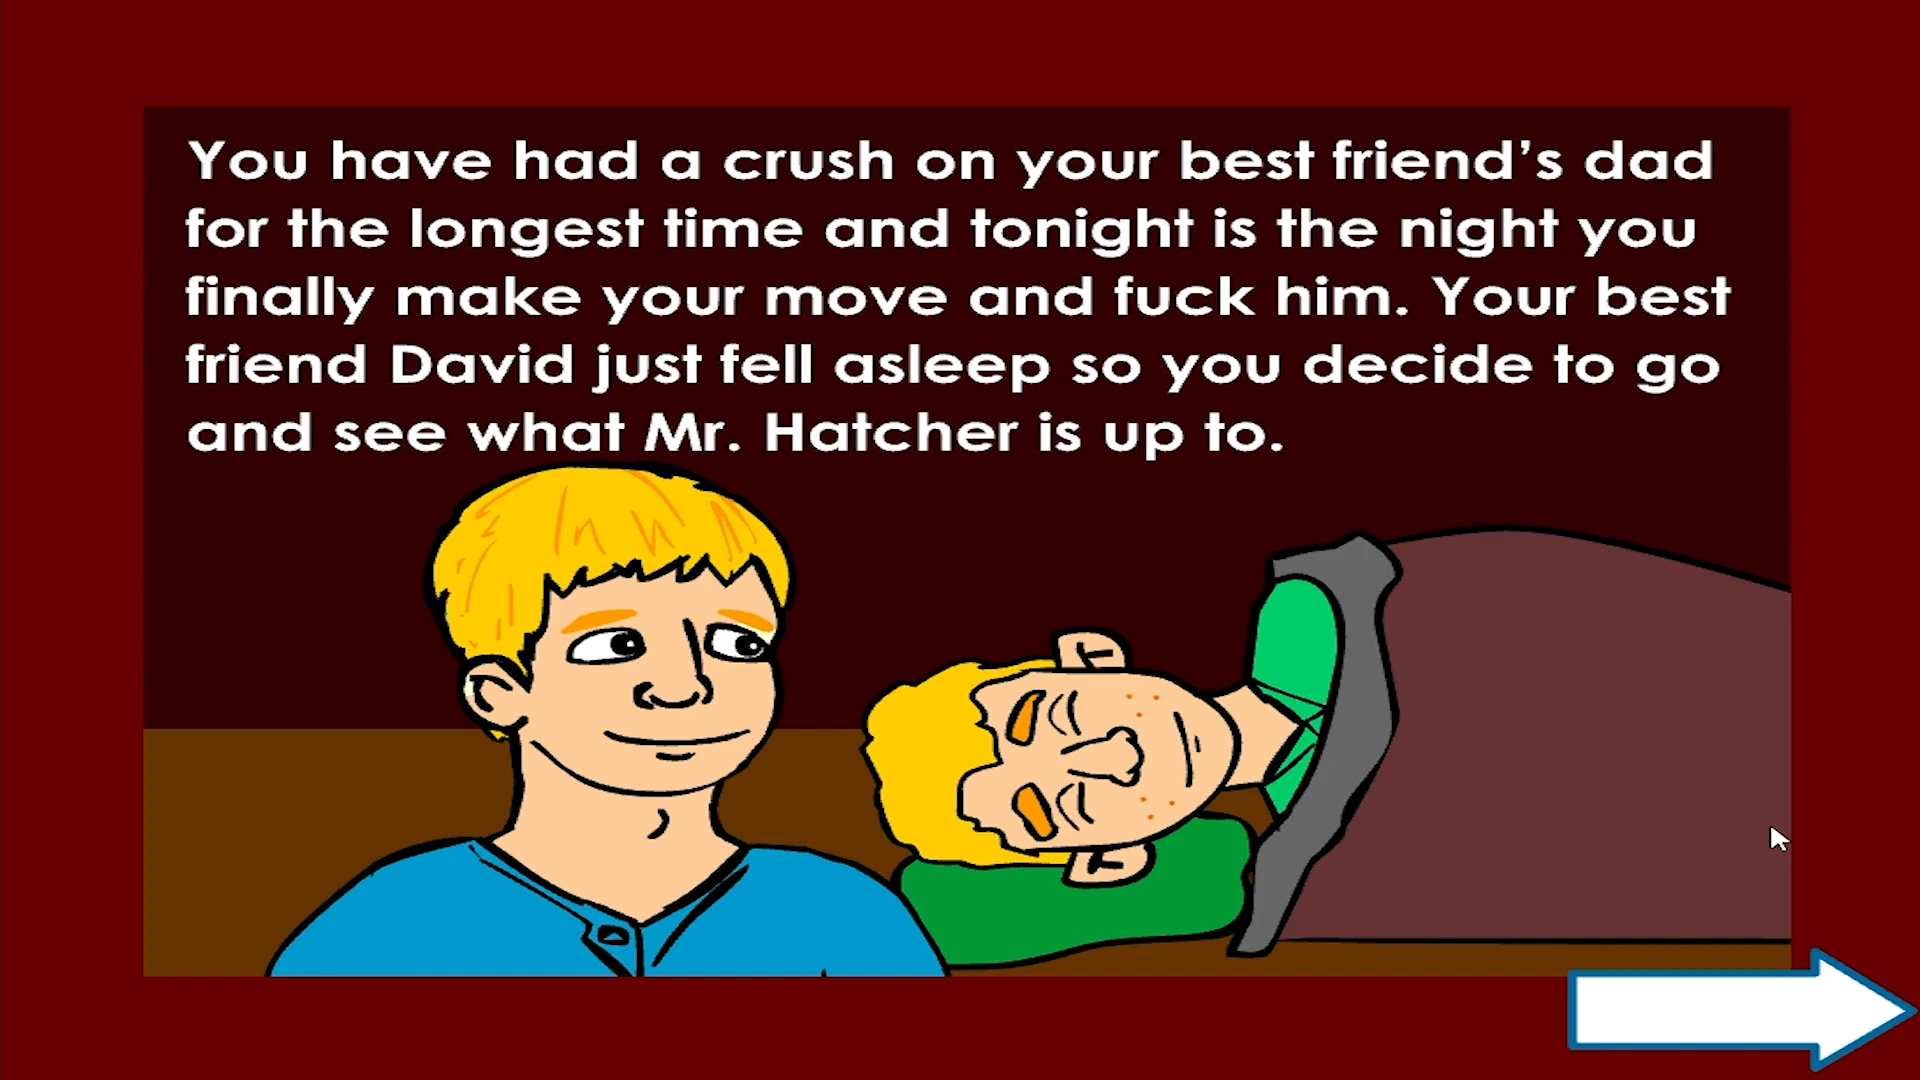 You have had a crush on your best friend’s dad
for the longest time and tonight is the night you
finally make your move and fuck him. Your best
friend David just fell asleep so you decide to go
and see what Mr. Hatcher is up to.